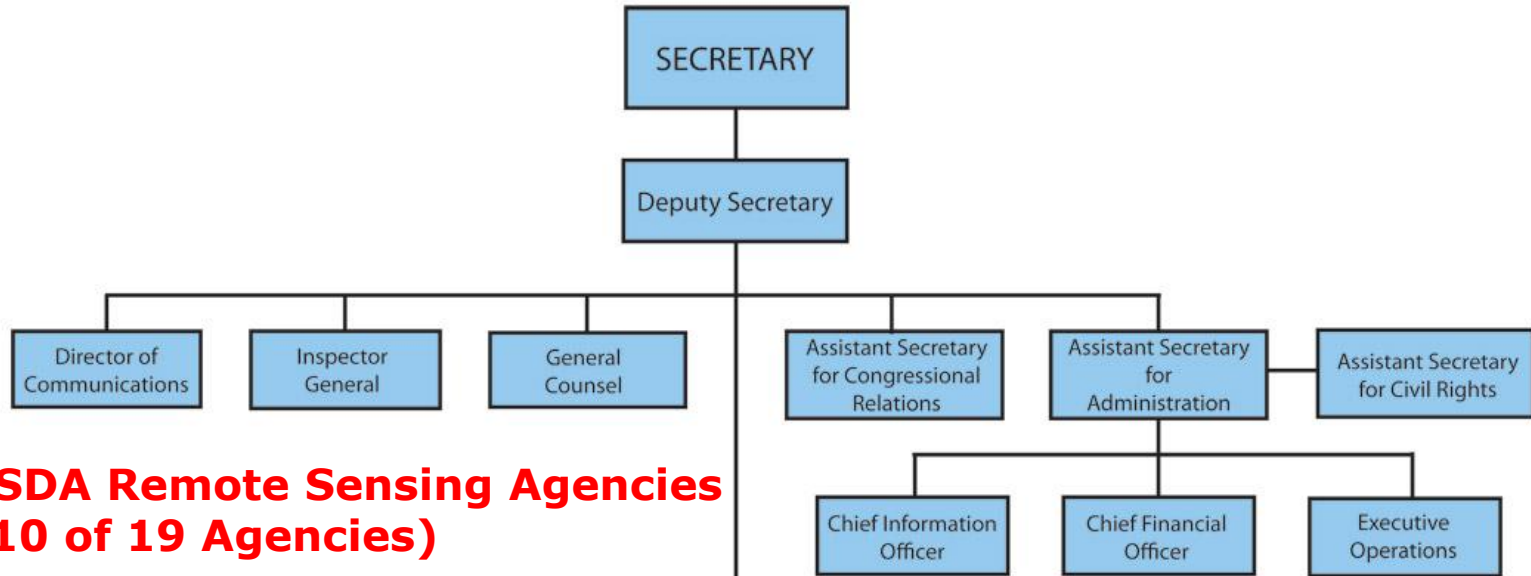 SECRETARY
Deputy Secretary
Director of
Communications
Inspector
General
General
Counsel
Assistant Secretary
for Congressional
Relations
Assistant Secretary
for
Administration
Assistant Secretary
for Civil Rights
SDA Remote Sensing Agencies
10 of 19 Agencies)
Chief Information
Officer
Chief Financial
Officer
Executive
Operations